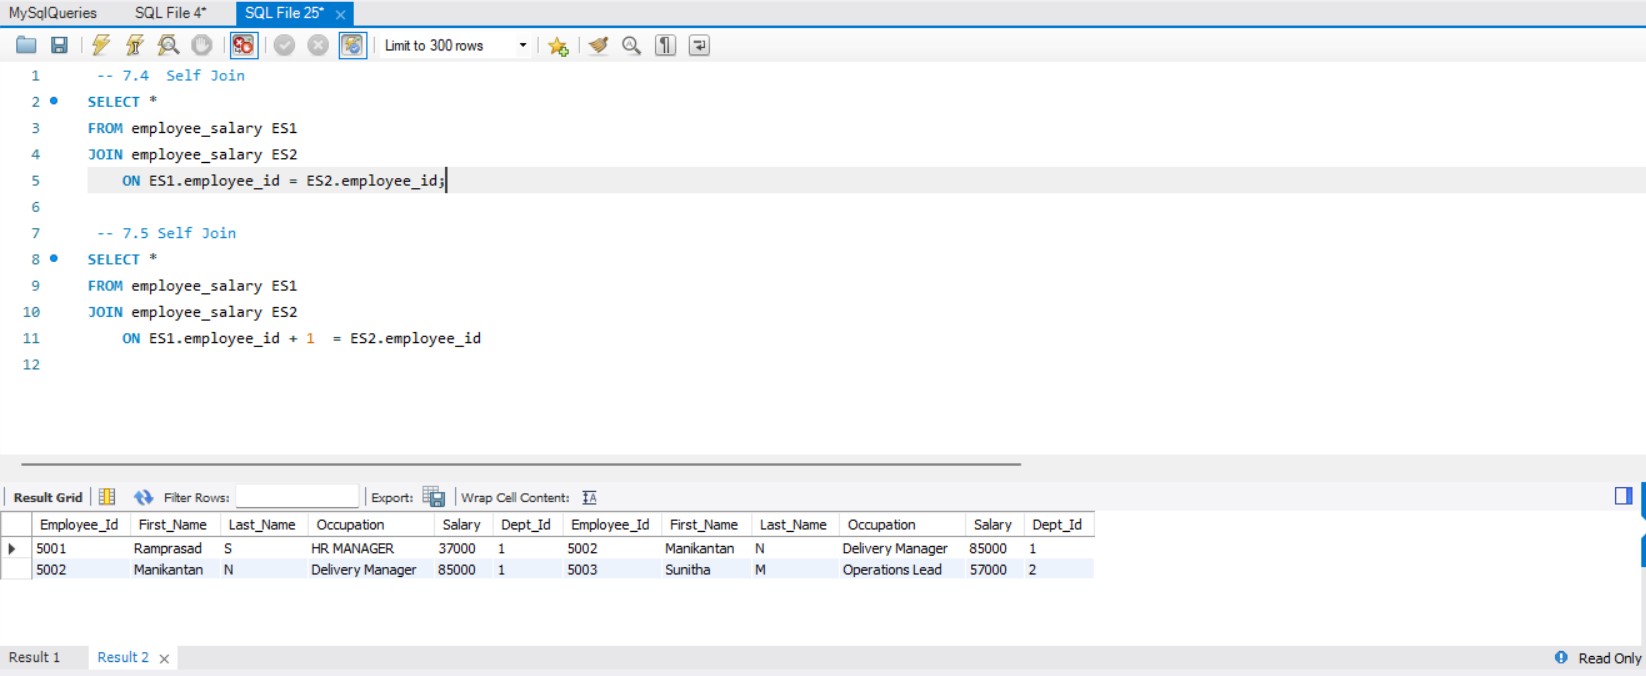 MySqlQueries SQL File 4* SQL File 25*
Limit to 300 rows
1 -- 7.4 Self Join
2 SELECT *
3 FROM employee_salary ES1
4 JOIN employee_salary ES2
5 ON ES1.employee_id = ES2.employee_id;
6
7 -- 7.5 Self Join
8 SELECT *
9 FROM employee_salary ES1
10 JOIN employee_salary ES2
11 ON ES1.employee_id + 1 = ES2.employee_id
12
Result Grid Filter Rows: Export: Wrap Cell Content: IA
Employee_Id First_Name Last_Name Occupation Salary Dept_Id Employee_Id First_Name Last_Name Occupation Salary Dept_Id
5001 Ramprasad S HR MANAGER 37000 1 5002 Manikantan N Delivery Manager 85000 1
5002 Manikantan N Delivery Manager 85000 1 5003 Sunitha M Operations Lead 57000 2
Result 1 Result 2 Read Only